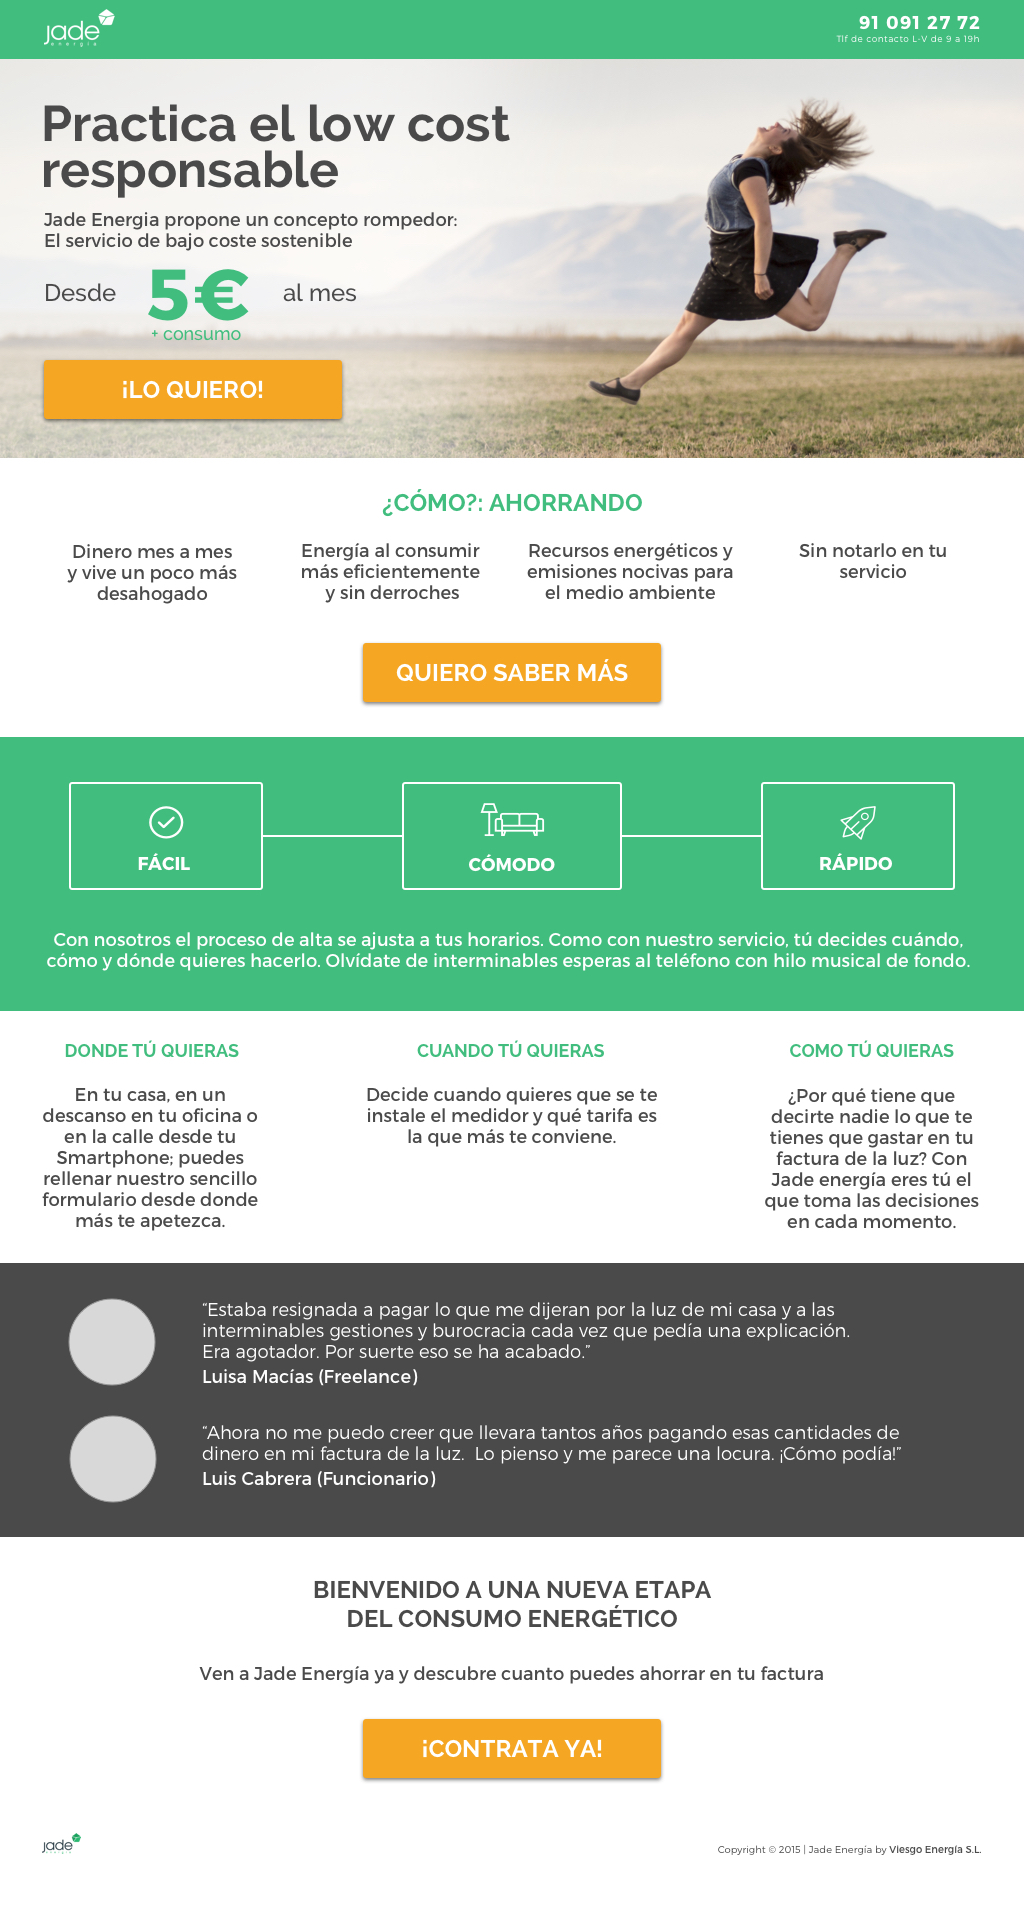 jade
energía
91 091 27 72
Tlf de contacto L-V de 9 a 19h
Practica el low cost
responsable
Jade Energia propone un concepto rompedor:
El servicio de bajo coste sostenible
Desde 5€ al mes
+ consumo
¡LO QUIERO!
¿CÓMO?: AHORRANDO
Dinero mes a mes
y vive un poco más
desahogado
Energía al consumir
más eficientemente
y sin derroches
Recursos energéticos y
emisiones nocivas para
el medio ambiente
Sin notarlo en tu
servicio
QUIERO SABER MÁS
FÁCIL
CÓMODO
RÁPIDO
Con nosotros el proceso de alta se ajusta a tus horarios. Como con nuestro servicio, tú decides cuándo,
cómo y dónde quieres hacerlo. Olvídate de interminables esperas al teléfono con hilo musical de fondo.
DONDE TÚ QUIERAS
En tu casa, en un
descanso en tu oficina o
en la calle desde tu
Smartphone; puedes
rellenar nuestro sencillo
formulario desde donde
más te apetezca.
CUANDO TÚ QUIERAS
Decide cuando quieres que se te
instale el medidor y qué tarifa es
la que más te conviene.
COMO TÚ QUIERAS
¿Por qué tiene que
decirte nadie lo que te
tienes que gastar en tu
factura de la luz? Con
Jade energía eres tú el
que toma las decisiones
en cada momento.
“Estaba resignada a pagar lo que me dijeran por la luz de mi casa y a las
interminables gestiones y burocracia cada vez que pedía una explicación.
Era agotador. Por suerte eso se ha acabado.”
Luisa Macías (Freelance)
“Ahora no me puedo creer que llevara tantos años pagando esas cantidades de
dinero en mi factura de la luz.  Lo pienso y me parece una locura. ¡Cómo podía!”
Luis Cabrera (Funcionario)
BIENVENIDO A UNA NUEVA ETAPA
DEL CONSUMO ENERGÉTICO
Ven a Jade Energía ya y descubre cuanto puedes ahorrar en tu factura
¡CONTRATA YA!
jade
energía
Copyright © 2015 | Jade Energía by Viesgo Energía S.L.